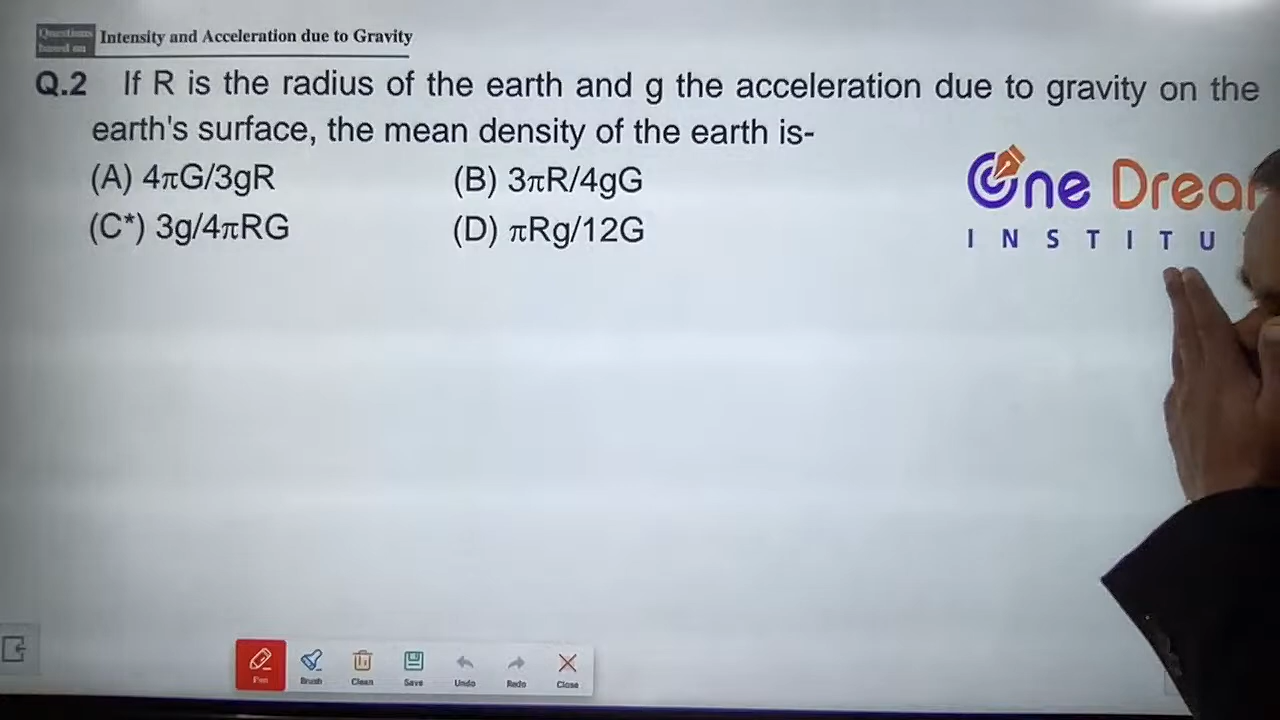 Questions based on
Intensity and Acceleration due to Gravity
Q.2 If R is the radius of the earth and g the acceleration due to gravity on the
earth's surface, the mean density of the earth is-
(A) 4πG/3gR (B) 3πR/4gG
(C*) 3g/4πRG (D) πRg/12G
One Drea
I N S T I T U
Pen Brush Clean Save Undo Redo Close